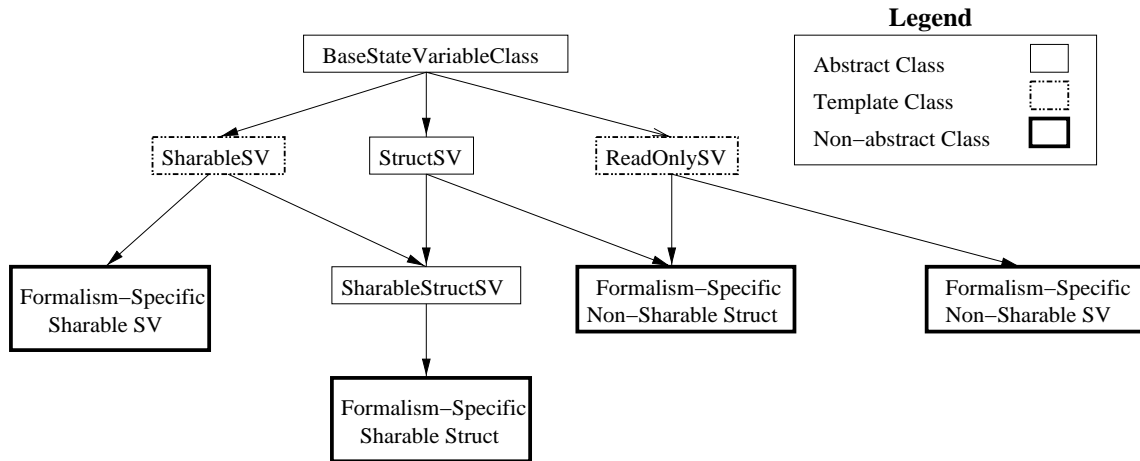 Legend
BaseStateVariableClass
Abstract Class
Template Class
Non−abstract Class
SharableSV
StructSV
ReadOnlySV
Formalism−Specific
Sharable SV
SharableStructSV
Formalism−Specific
Non−Sharable Struct
Formalism−Specific
Non−Sharable SV
Formalism−Specific
Sharable Struct